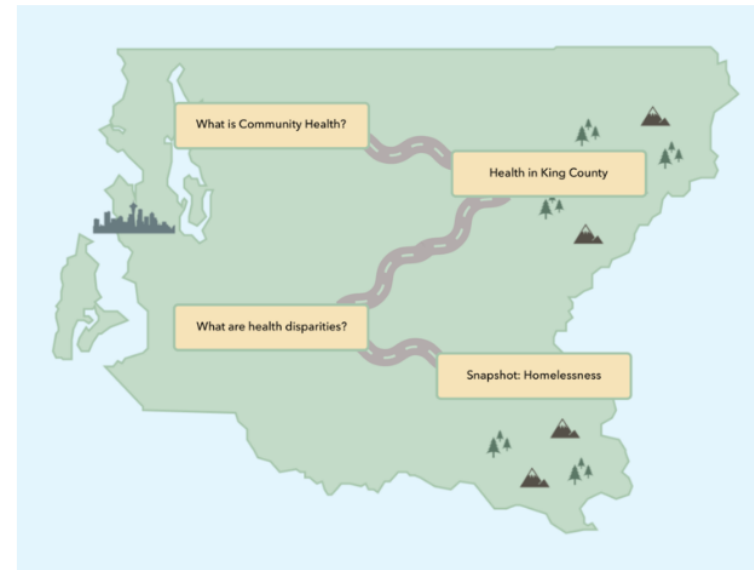 What is Community Health?
Health in King County
What are health disparities?
Snapshot: Homelessness